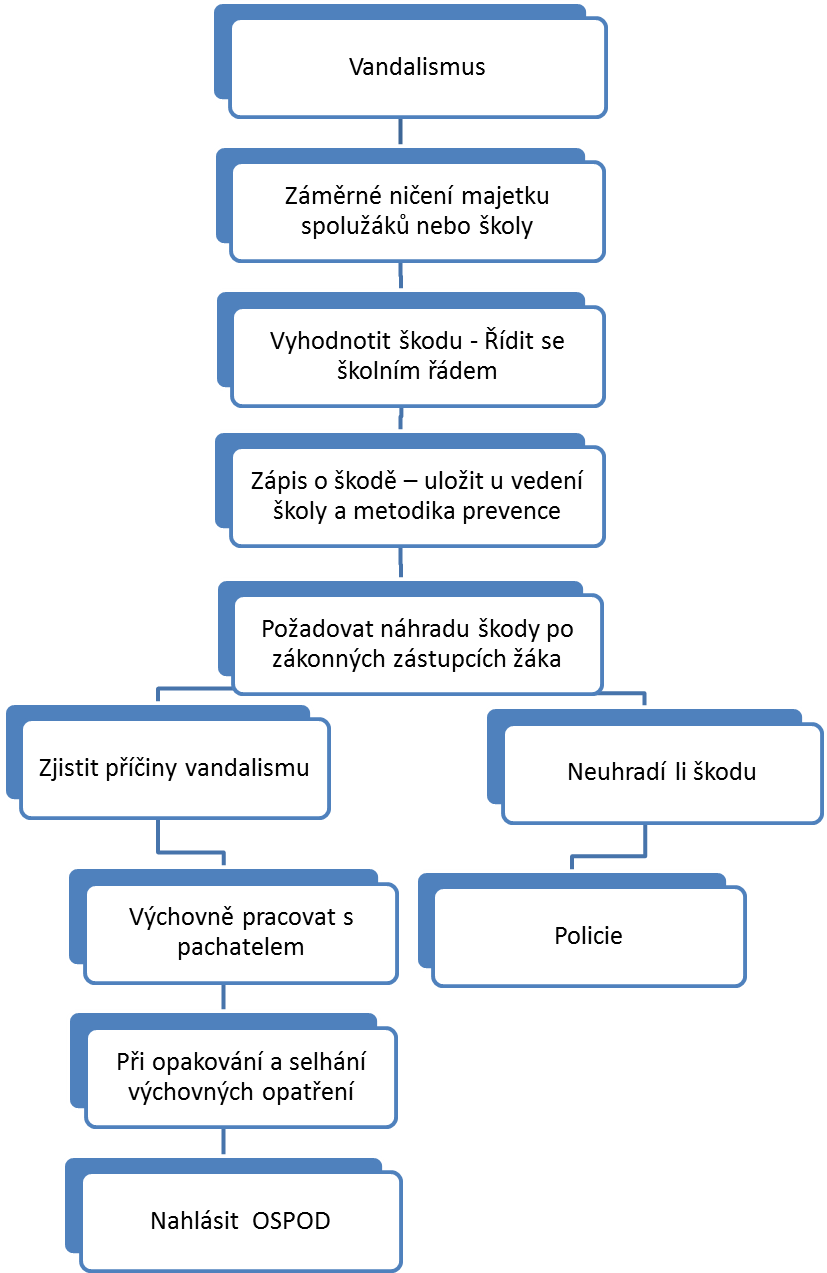 Vandalismus
Záměrné ničení majetku
spolužáků nebo školy
Vyhodnotit škodu - Řídit se
školním řádem
Zápis o škodě – uložit u vedení
školy a metodika prevence
Požadovat náhradu škody po
zákonných zástupcích žáka
Zjistit příčiny vandalismu
Neuhradí li škodu
Výchovně pracovat s
pachatelem
Policie
Při opakování a selhání
výchovných opatření
Nahlásit OSPOD